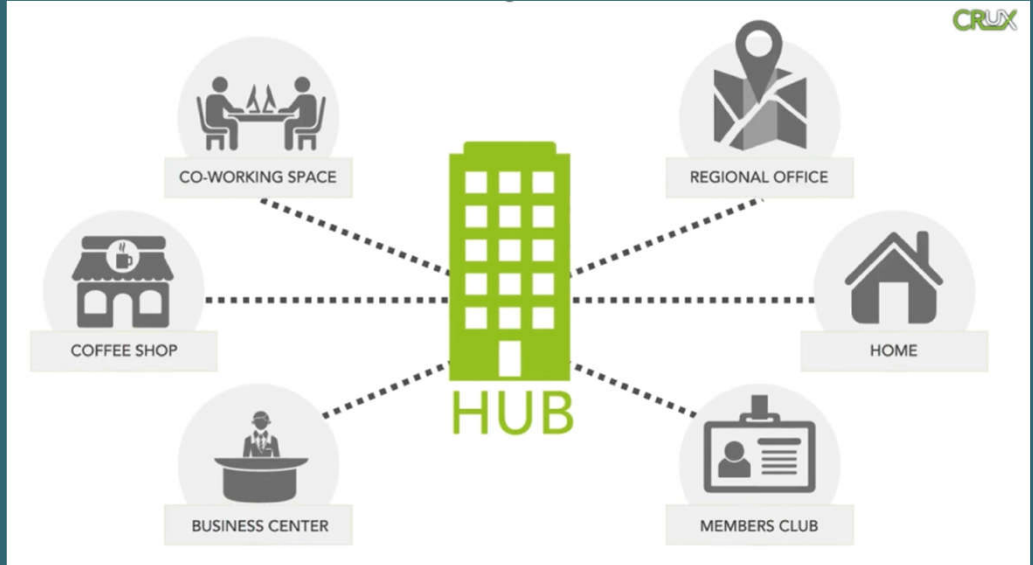 CRUX
CO-WORKING SPACE
REGIONAL OFFICE
COFFEE SHOP
HOME
HUB
BUSINESS CENTER
MEMBERS CLUB